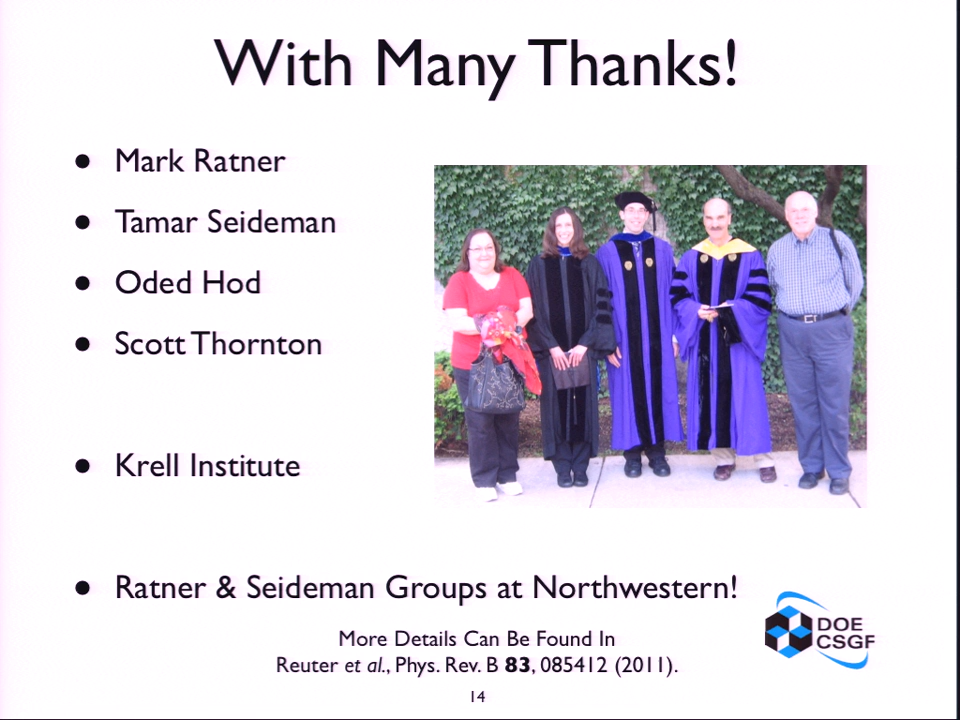 With Many Thanks!
• Mark Ratner
• Tamar Seideman
• Oded Hod
• Scott Thornton
• Krell Institute
• Ratner & Seideman Groups at Northwestern!
More Details Can Be Found In
Reuter et al., Phys. Rev. B 83, 085412 (2011).
DOE
CSGF
14